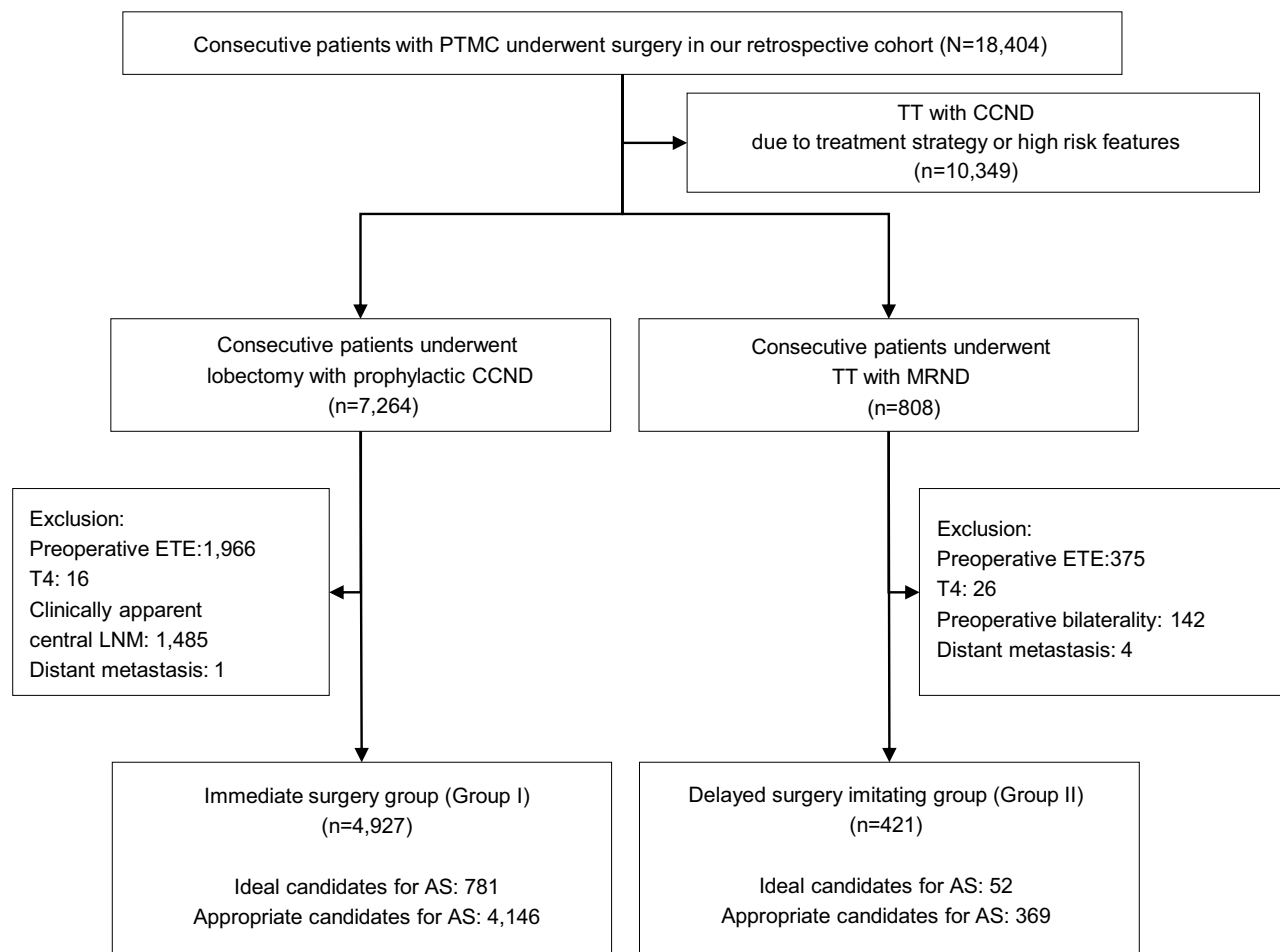 Consecutive patients with PTMC underwent surgery in our retrospective cohort (N=18,404)
TT with CCND
due to treatment strategy or high risk features
(n=10,349)
Consecutive patients underwent
lobectomy with prophylactic CCND
(n=7,264)
Consecutive patients underwent
TT with MRND
(n=808)
Exclusion:
Preoperative ETE:1,966
T4: 16
Clinically apparent
central LNM: 1,485
Distant metastasis: 1
Exclusion:
Preoperative ETE:375
T4: 26
Preoperative bilaterality: 142
Distant metastasis: 4
Immediate surgery group (Group I)
(n=4,927)
Ideal candidates for AS: 781
Appropriate candidates for AS: 4,146
Delayed surgery imitating group (Group II)
(n=421)
Ideal candidates for AS: 52
Appropriate candidates for AS: 369